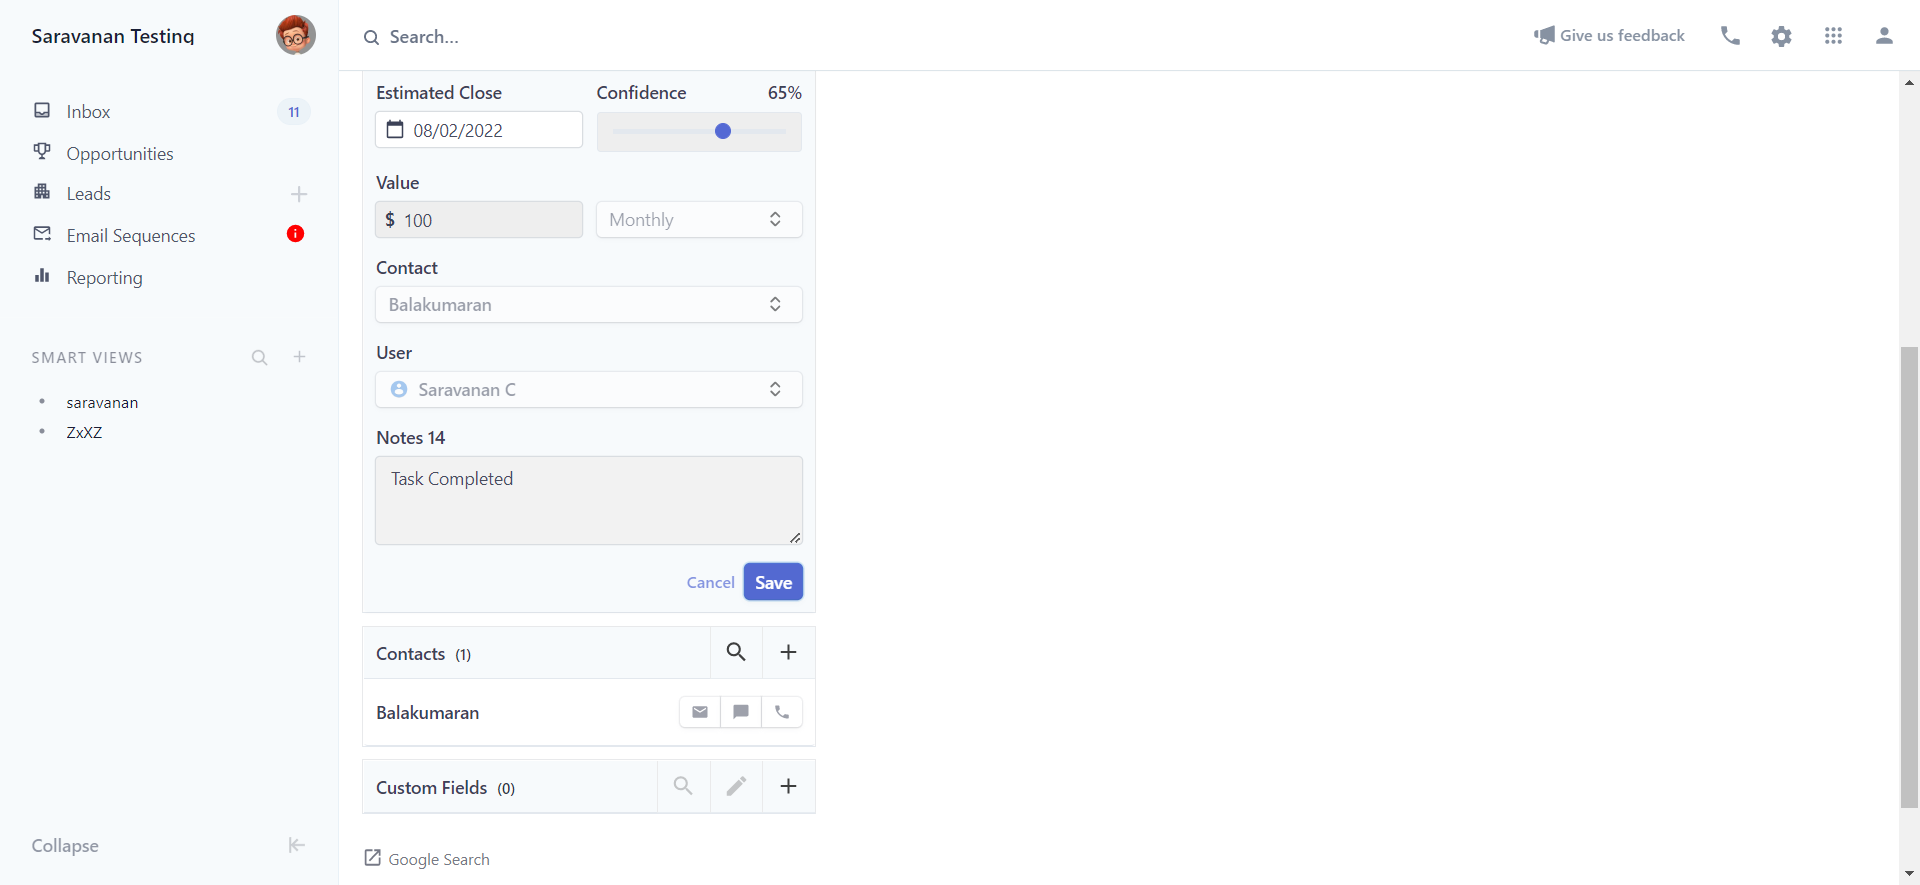 Saravanan Testinq
Search...
Give us feedback
Inbox
11
Opportunities
Leads
Email Sequences
Reporting
SMART VIEWS
saravanan
ZxXZ
Collapse
Estimated Close
Confidence
65%
08/02/2022
Value
$ 100
Monthly
Contact
Balakumaran
User
Saravanan C
Notes 14
Task Completed
Cancel
Save
Contacts (1)
Balakumaran
Custom Fields (0)
Google Search